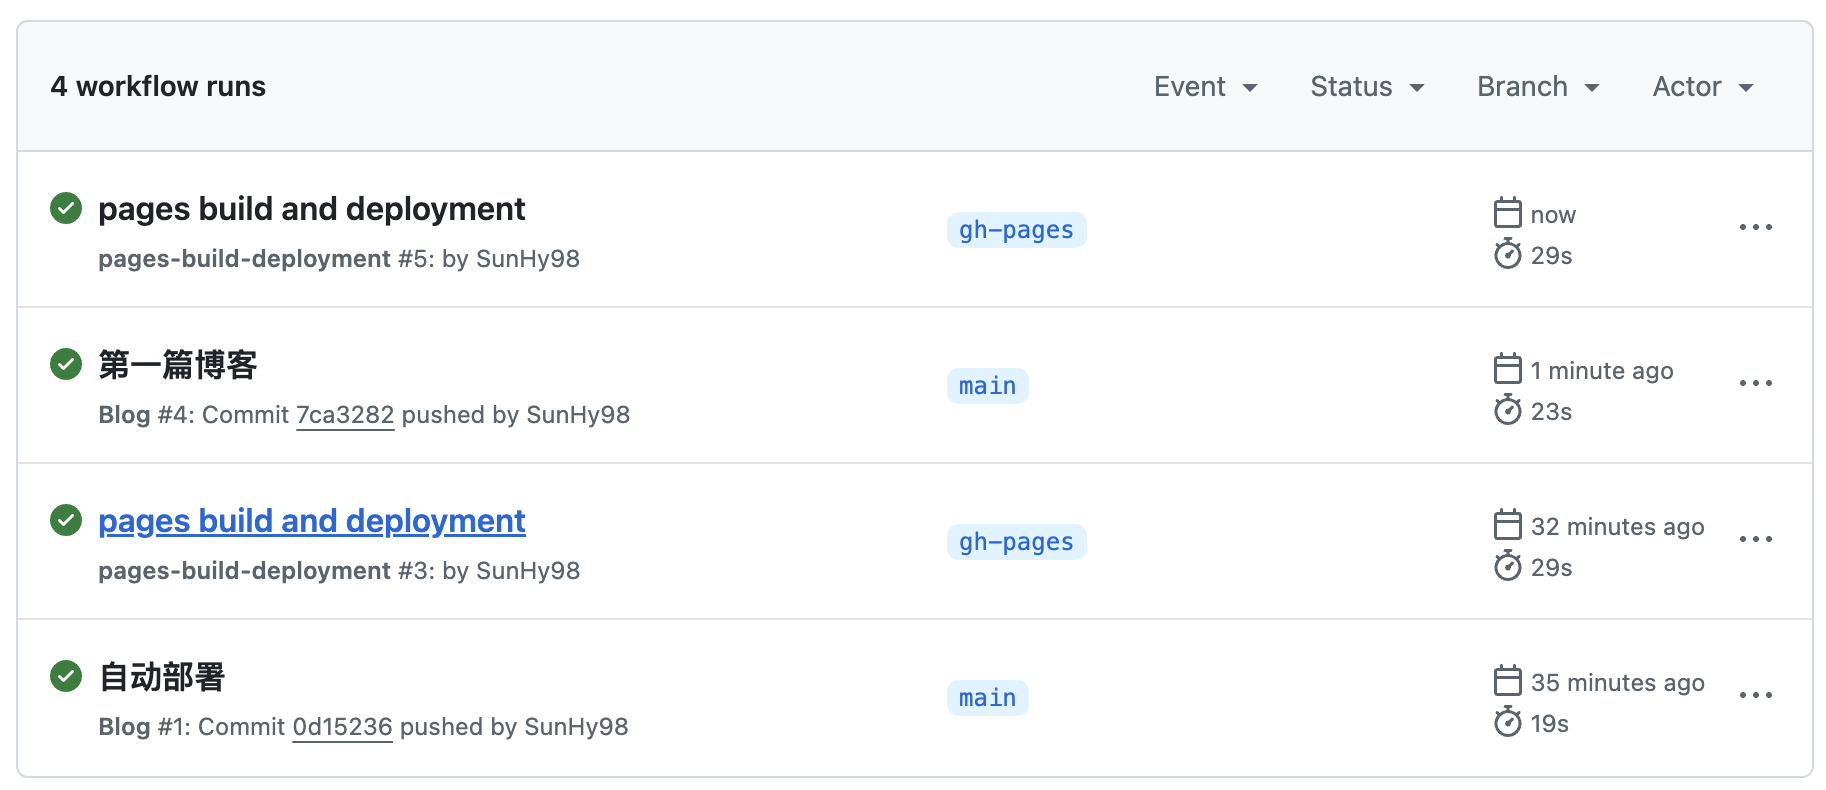 4 workflow runs
Event Status Branch Actor
pages build and deployment
pages-build-deployment #5: by SunHy98
gh-pages
now
29s
第一篇博客
Blog #4: Commit 7ca3282 pushed by SunHy98
main
1 minute ago
23s
pages build and deployment
pages-build-deployment #3: by SunHy98
gh-pages
32 minutes ago
29s
自动部署
Blog #1: Commit 0d15236 pushed by SunHy98
main
35 minutes ago
19s